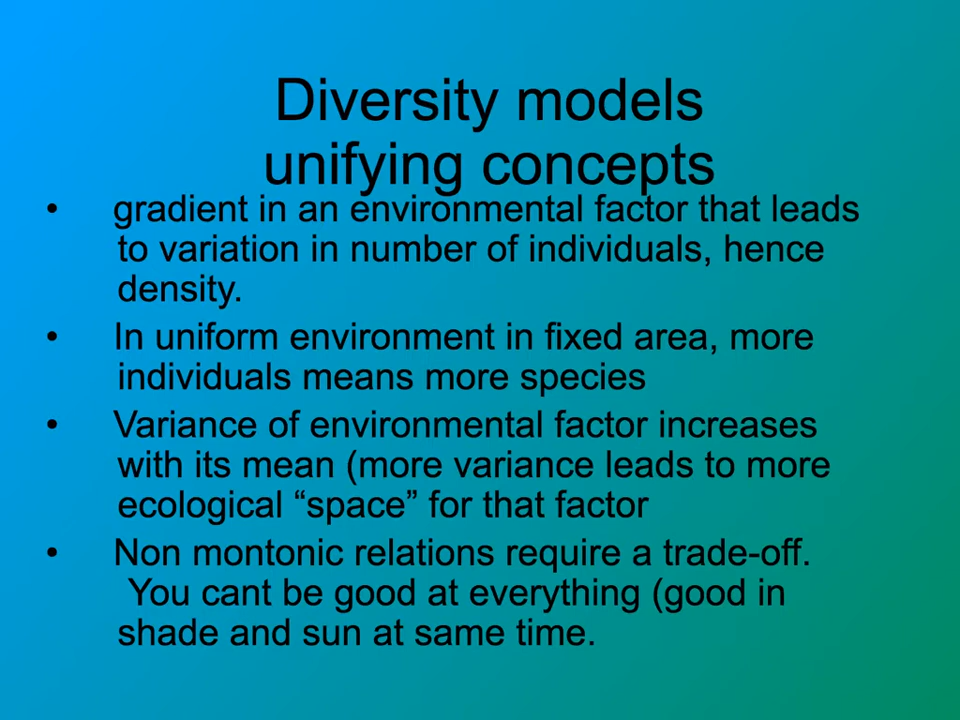 Diversity models
unifying concepts
• gradient in an environmental factor that leads
to variation in number of individuals, hence
density.
• In uniform environment in fixed area, more
individuals means more species
• Variance of environmental factor increases
with its mean (more variance leads to more
ecological “space” for that factor
• Non montonic relations require a trade-off.
You cant be good at everything (good in
shade and sun at same time.